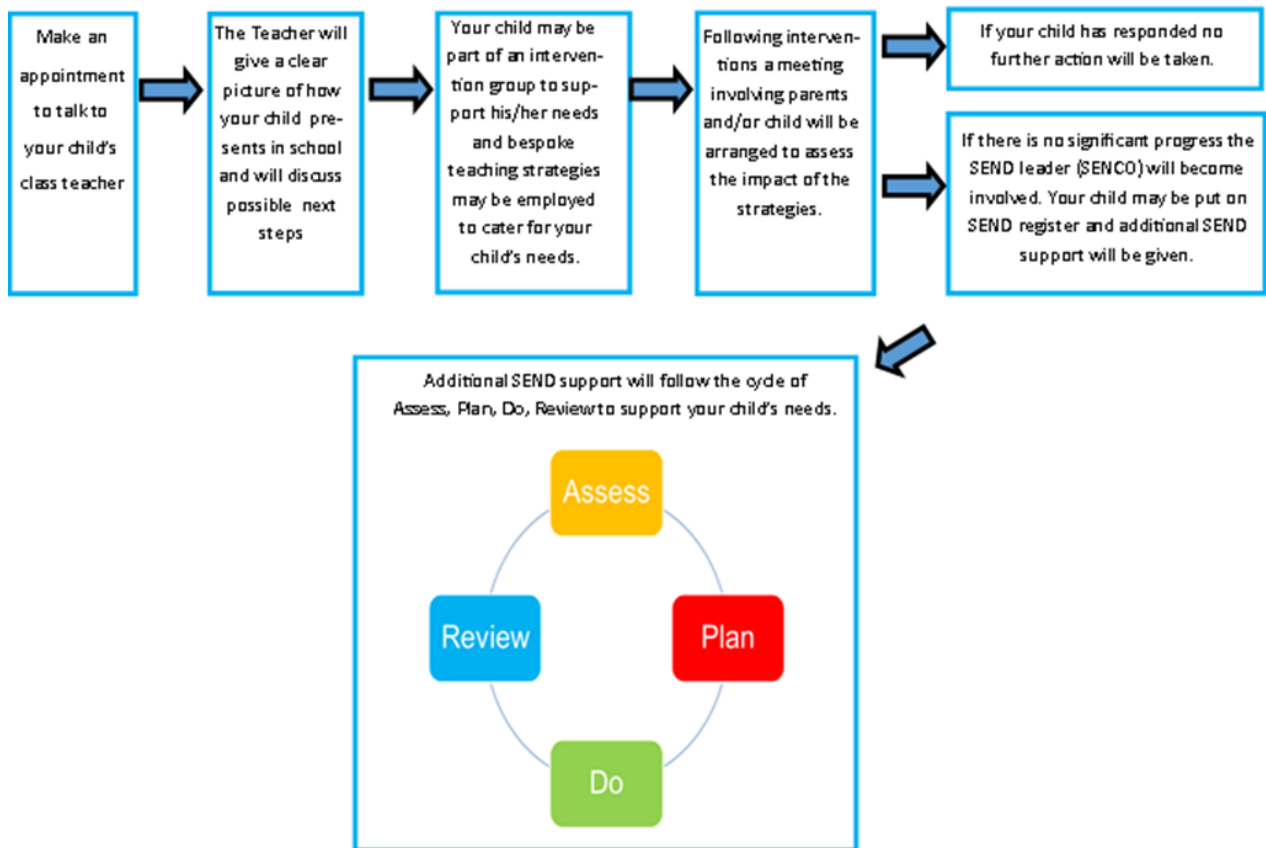 Make an
appointment
to talk to
your child's
class teacher
The Teacher will
give a clear
picture of how
your child pre-
sents in school
and will discuss
possible next
steps
Your child may be
part of an interven-
tion group to sup-
port his/her needs
and bespoke
teaching strategies
may be employed
to cater for your
child's needs.
Following interven-
tions a meeting
involving parents
and/or child will be
arranged to assess
the impact of the
strategies.
If your child has responded no
further action will be taken.
If there is no significant progress the
SEND leader (SENCO) will become
involved. Your child may be put on
SEND register and additional SEND
support will be given.
Additional SEND support will follow the cycle of
Assess, Plan, Do, Review to support your child's needs.
Assess
Plan
Do
Review